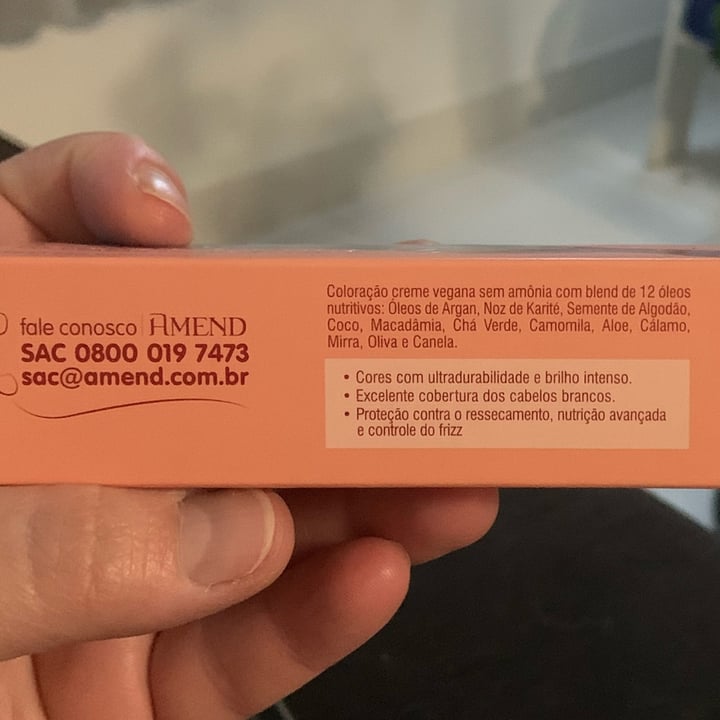 fale conosco AMEND
SAC 0800 019 7473
sac@amend.com.br
Coloração creme vegana sem amônia com blend de 12 óleos
nutritivos: Óleos de Argan, Noz de Karité, Semente de Algodão,
Coco, Macadâmia, Chá Verde, Camomila, Aloe, Cálamo,
Mirra, Oliva e Canela.
• Cores com ultradurabilidade e brilho intenso.
• Excelente cobertura dos cabelos brancos.
• Proteção contra o ressecamento, nutrição avançada
e controle do frizz